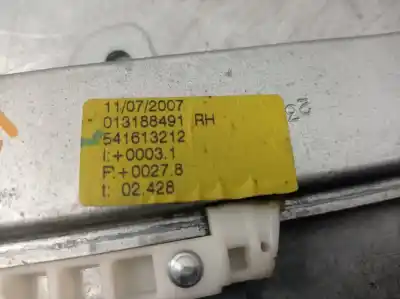 11/07/2007
013188491 RH
541613212
I:+0003.1
P:+0027.8
t: 02.428